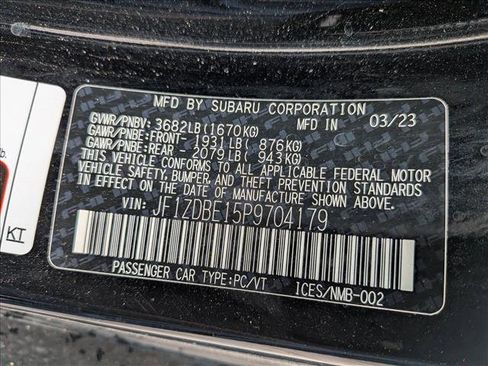 MFD BY SUBARU CORPORATION MFD IN 03/23
GVWR/PNBV: 3682LB(1670KG)
GAWR/PNBE:FRONT- 1931LB( 876KG)
GAWR/PNBE:REAR - 2079LB( 943KG)
THIS VEHICLE CONFORMS TO ALL APPLICABLE FEDERAL MOTOR
VEHICLE SAFETY, BUMPER, AND THEFT PREVENTION STANDARDS
IN EFFECT ON THE DATE OF MANUFACTURE SHOWN ABOVE.
VIN: JF1ZDBE15P9704179
PASSENGER CAR TYPE:PC/VT ICES/NMB-002
lb.
KT